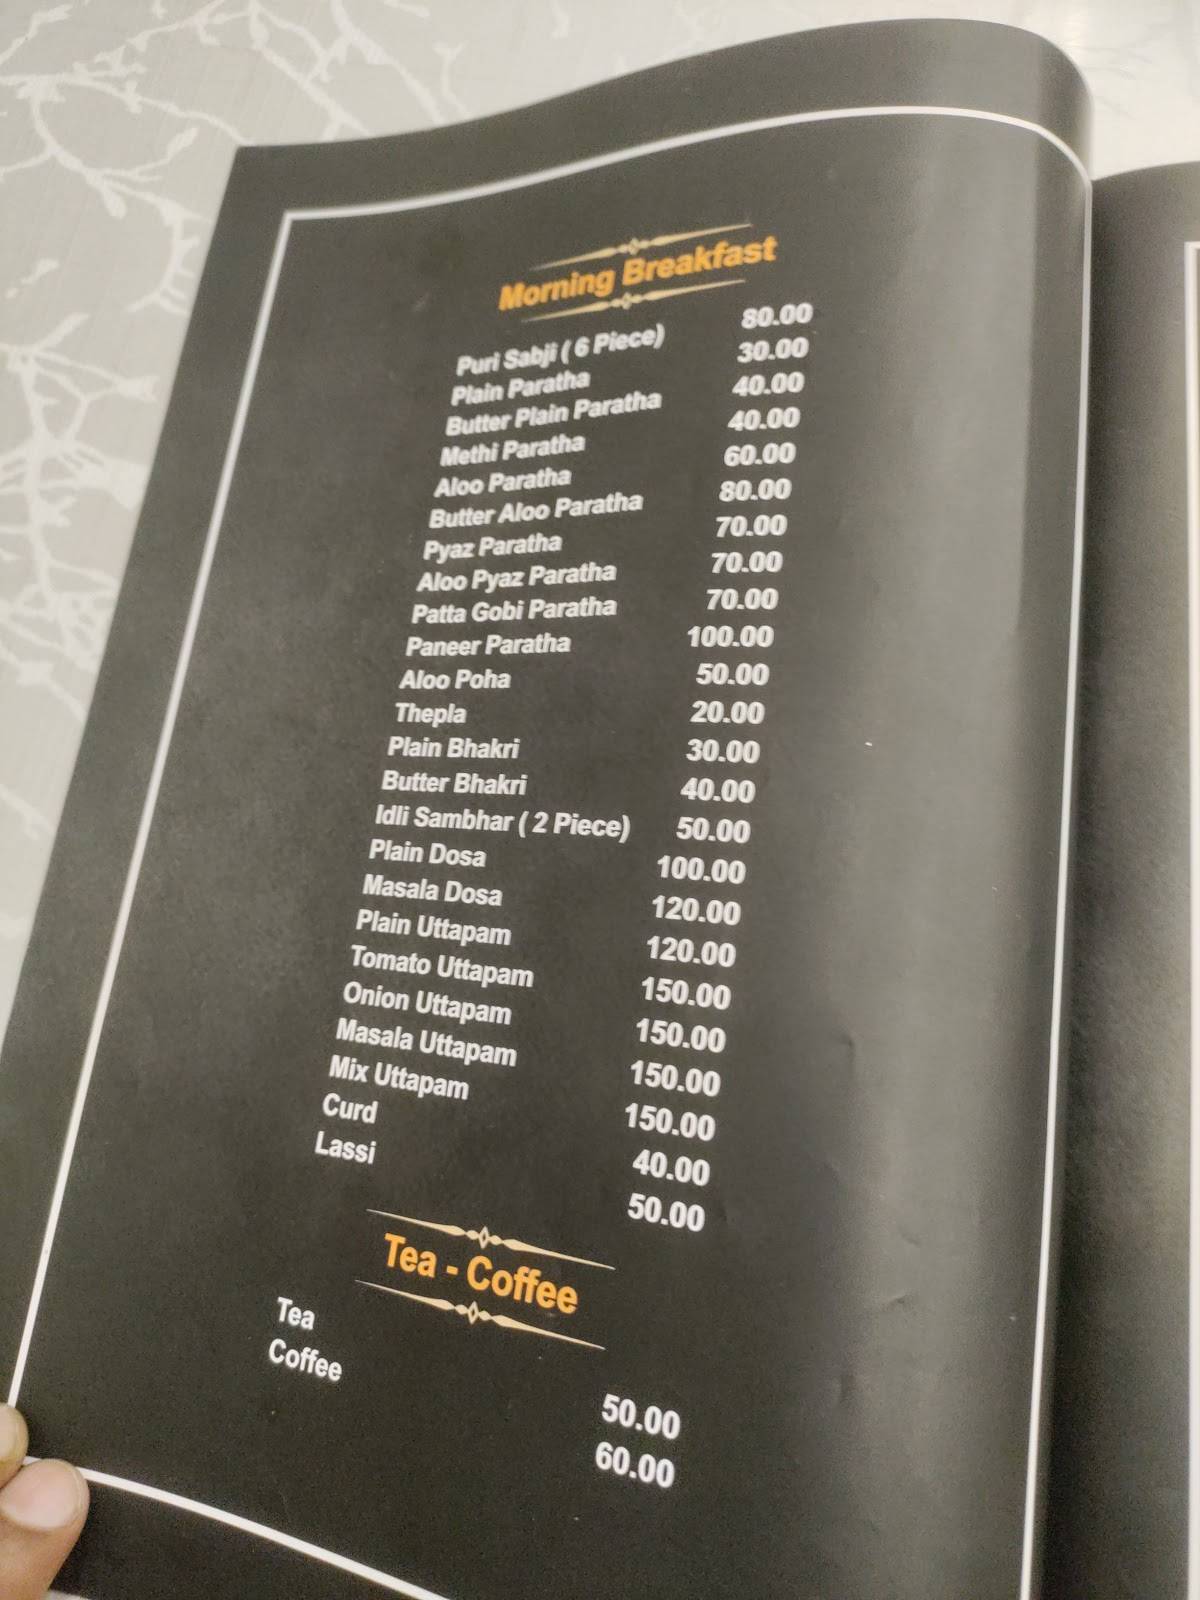 Morning Breakfast
Puri Sabji ( 6 Piece) 80.00
Plain Paratha 30.00
Butter Plain Paratha 40.00
Methi Paratha 40.00
Aloo Paratha 60.00
Butter Aloo Paratha 80.00
Pyaz Paratha 70.00
Aloo Pyaz Paratha 70.00
Patta Gobi Paratha 70.00
Paneer Paratha 100.00
Aloo Poha 50.00
Thepla 20.00
Plain Bhakri 30.00
Butter Bhakri 40.00
Idli Sambhar ( 2 Piece) 50.00
Plain Dosa 100.00
Masala Dosa 120.00
Plain Uttapam 120.00
Tomato Uttapam 150.00
Onion Uttapam 150.00
Masala Uttapam 150.00
Mix Uttapam 150.00
Curd 40.00
Lassi 50.00
Tea - Coffee
Tea 50.00
Coffee 60.00